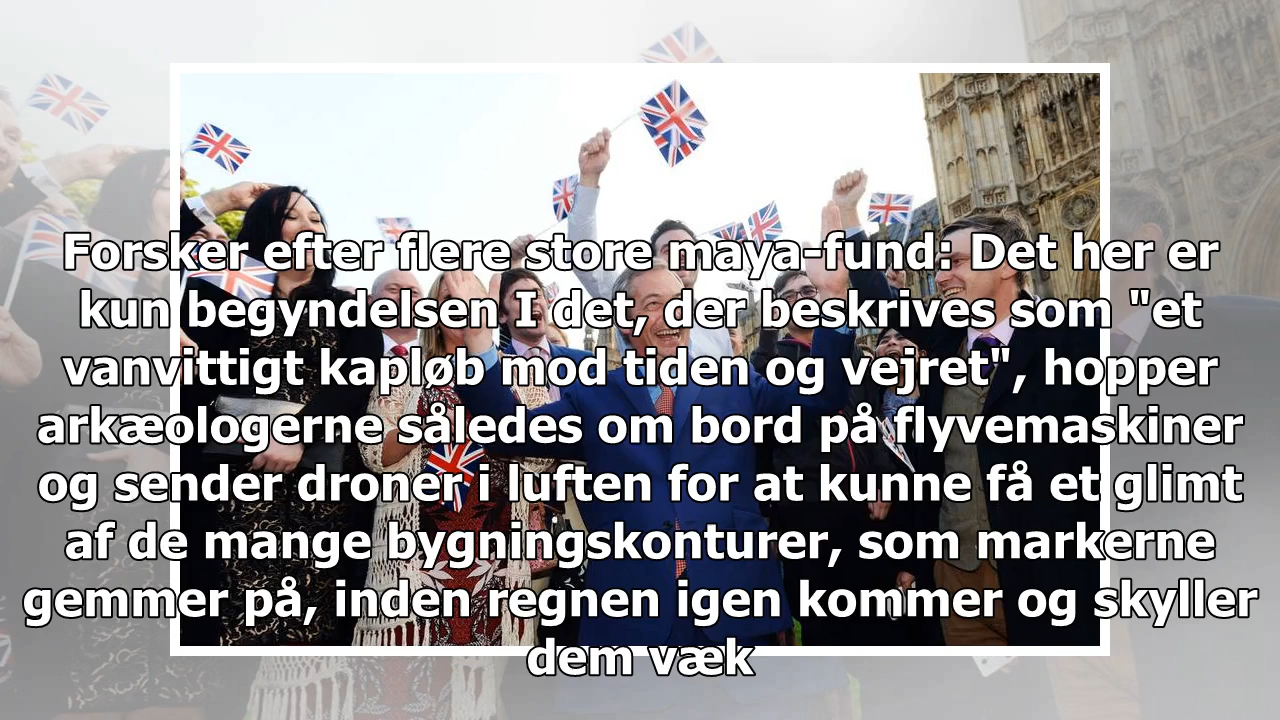 Forsker efter flere store maya-fund: Det her er
kun begyndelsen I det, der beskrives som "et
vanvittigt kapløb mod tiden og vejret", hopper
arkæologerne således om bord på flyvemaskiner
og sender droner i luften for at kunne få et glimt
af de mange bygningskonturer, som markerne
gemmer på, inden regnen igen kommer og skyller
dem væk